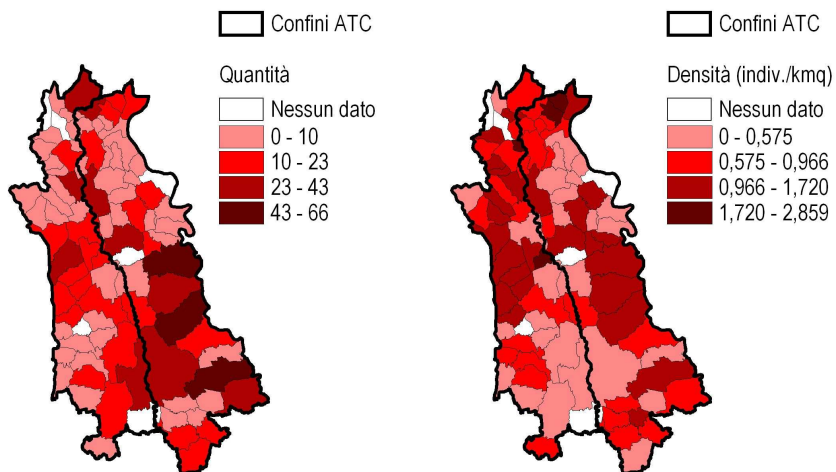 Confini ATC
Quantità
Nessun dato
0 - 10
10 - 23
23 - 43
43 - 66
Confini ATC
Densità (indiv./kmq)
Nessun dato
0 - 0,575
0,575 - 0,966
0,966 - 1,720
1,720 - 2,859